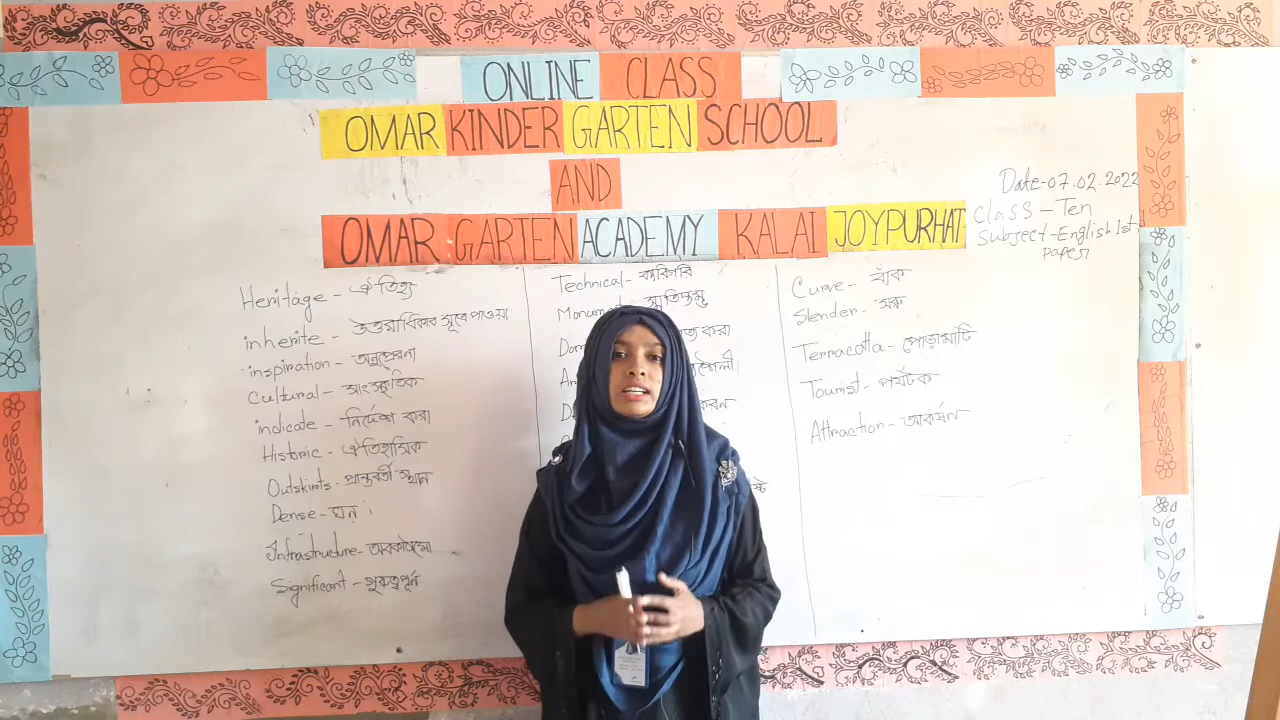 ONLINE CLASS
OMAR KINDER GARTEN SCHOOL
AND
OMAR GARTEN ACADEMY KALAI JOYPURHAT
Date-07.02.2022
Class-Ten
Subject-English 1st
paper
Heritage - ঐতিহ্য
inherite - উত্তরাধিকার সূত্রে পাওয়া
inspiration - অনুপ্রেরণা
Cultural - সাংস্কৃতিক
indicate - নির্দেশ করা
Historic - ঐতিহাসিক
Outskirts - প্রান্তবর্তী স্থান
Dense - ঘন
Infrastructure - অবকাঠামো
Significant - গুরুত্বপূর্ন
Technical - কারিগরি
করা
Curve - বাঁক
Slender - সরু
Terracotta - পোড়ামাটি
Tourist - পর্যটক
Attraction - আকর্ষন